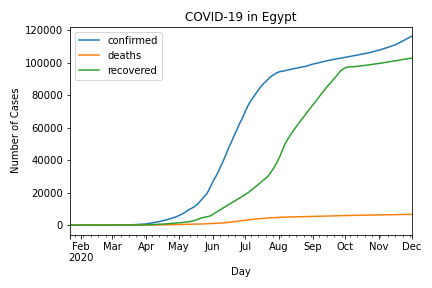 COVID-19 in Egypt
120000
100000
80000
60000
40000
20000
0
Number of Cases
confirmed
deaths
recovered
Feb Mar Apr May Jun Jul Aug Sep Oct Nov Dec
2020
Day